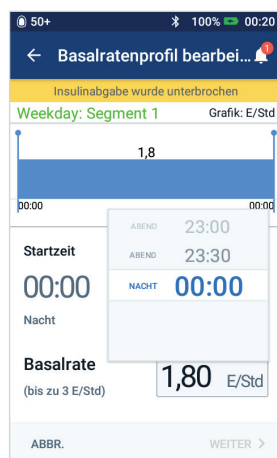 50+ 100% 00:20
Basalratenprofil bearbei... 1
Insulinabgabe wurde unterbrochen
Weekday: Segment 1 Grafik: E/Std
1,8
00:00 00:00
ABEND 23:00
Startzeit ABEND 23:30
00:00 NACHT 00:00
Nacht
Basalrate
(bis zu 3 E/Std) 1,80 E/Std
ABBR. WEITER >